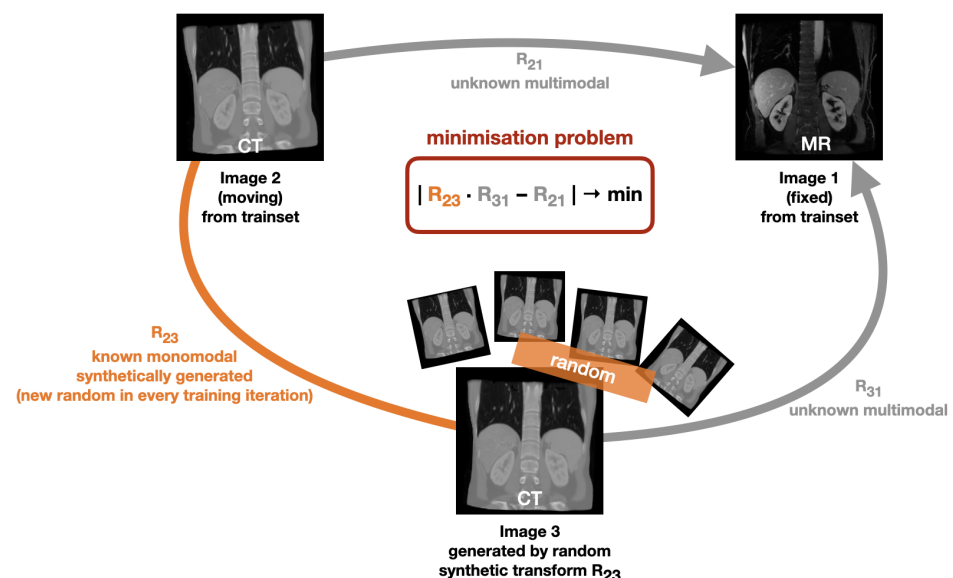 R21
unknown multimodal
CT
MR
minimisation problem
Image 2
(moving)
from trainset
| R23 · R31 – R21 | → min
Image 1
(fixed)
from trainset
R23
known monomodal
synthetically generated
(new random in every training iteration)
random
R31
unknown multimodal
CT
Image 3
generated by random
synthetic transform R23